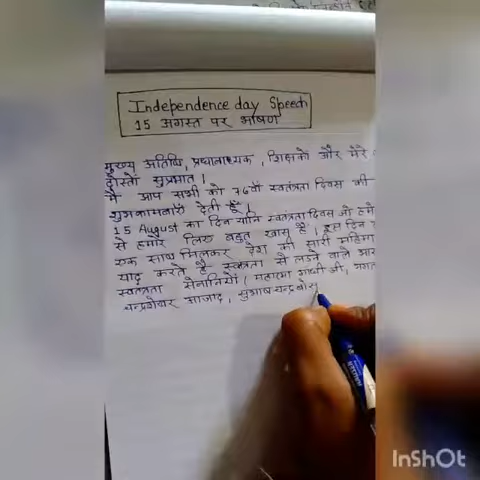 Independence day Speech
15 अगस्त पर भाषण
मुख्य अतिथि, प्रधानाध्यक, शिक्षको और मेरे
दोस्तों सुप्रभात।
मैं आप सभी को 76वाँ स्वतंत्रता दिवस की
शुभकामनाएँ देती हूँ।
15 August का दिन यानि स्वतंत्रता दिवस जो हमे
से हमारे लिए बहुत खास है। इस दिन
एक साथ मिलकर देश की सारी महिमा
याद करते है स्वतंत्रता से लड़ने वाले
स्वतंत्रता सेनानियों (महात्मा गाँधी जी,
चन्द्रशेखर आजाद, सुभाष चन्द्र बोस
InShOt